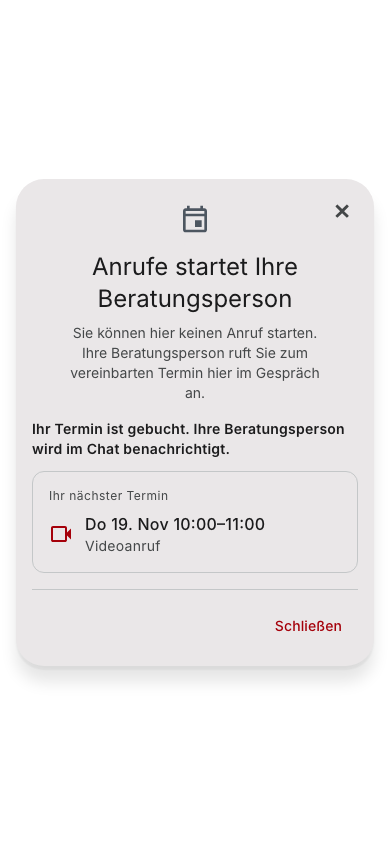 Anrufe startet Ihre
Beratungsperson
Sie können hier keinen Anruf starten.
Ihre Beratungsperson ruft Sie zum
vereinbarten Termin hier im Gespräch
an.
Ihr Termin ist gebucht. Ihre Beratungsperson
wird im Chat benachrichtigt.
Ihr nächster Termin
Do 19. Nov 10:00–11:00
Videoanruf
Schließen